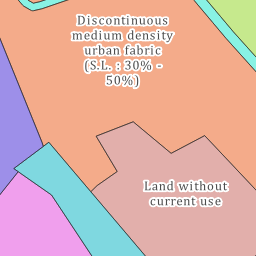 Discontinuous
medium density
urban fabric
(S.L. : 30% -
50%)
Land without
current use